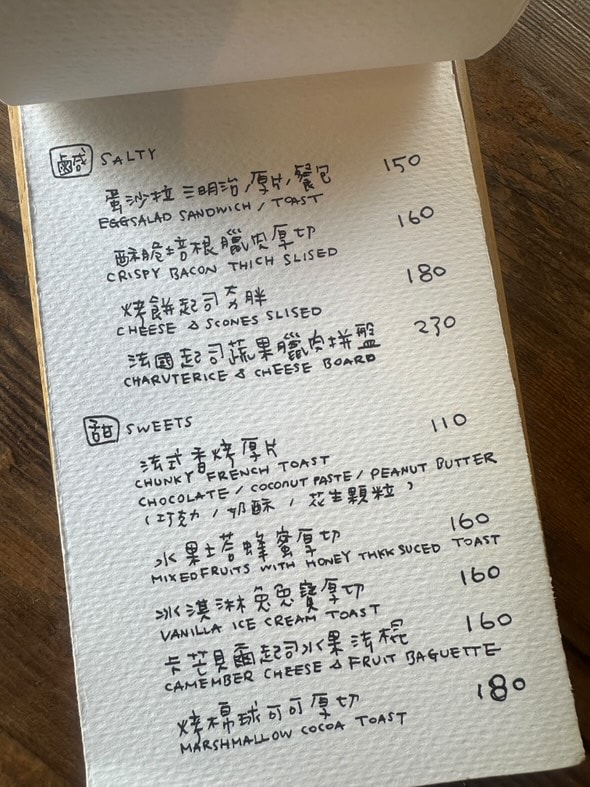 鹹 SALTY
蛋沙拉 三明治/厚片/餐包 150
EGGSALAD SANDWICH / TOAST
酥脆培根臘肉厚切 160
CRISPY BACON THICH SLISED
烤餅起司夯胖 180
CHEESE & SCONES SLISED
法國起司蔬果臘肉拼盤 230
CHARUTERICE & CHEESE BOARD
甜 SWEETS
法式香烤厚片 110
CHUNKY FRENCH TOAST
CHOCOLATE / COCONUT PASTE / PEANUT BUTTER
(巧克力/奶酥/花生顆粒)
水果土荅蜂蜜厚切 160
MIXED FRUITS WITH HONEY THKK SUCED TOAST
冰淇淋兔兔寶厚切 160
VANILLA ICE CREAM TOAST
卡芒貝爾起司水果法棍 160
CAMEMBER CHEESE & FRUIT BAGUETTE
烤棉球可可厚切 180
MARSHMALLOW COCOA TOAST